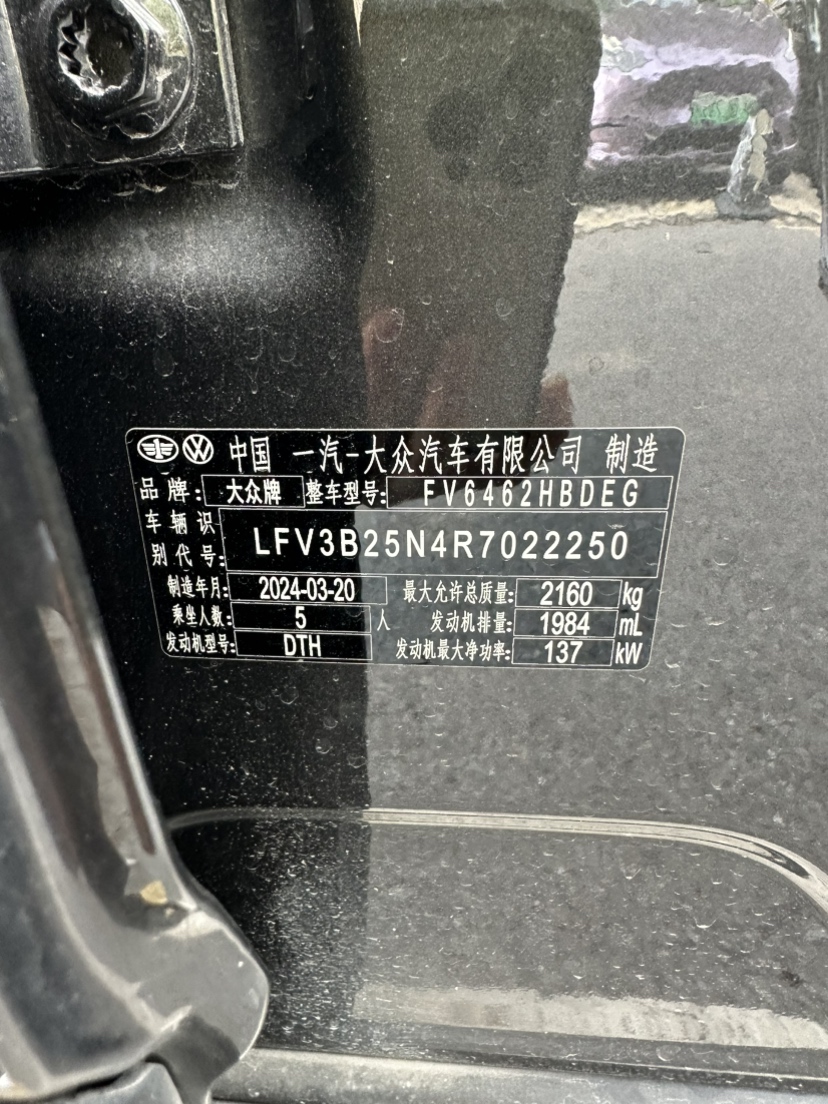 中国 一汽-大众汽车有限公司 制造
品牌: 大众牌 整车型号: FV6462HBDEG
车辆识别代号: LFV3B25N4R7022250
制造年月: 2024-03-20 最大允许总质量: 2160 kg
乘坐人数: 5 人 发动机排量: 1984 mL
发动机型号: DTH 发动机最大净功率: 137 kW